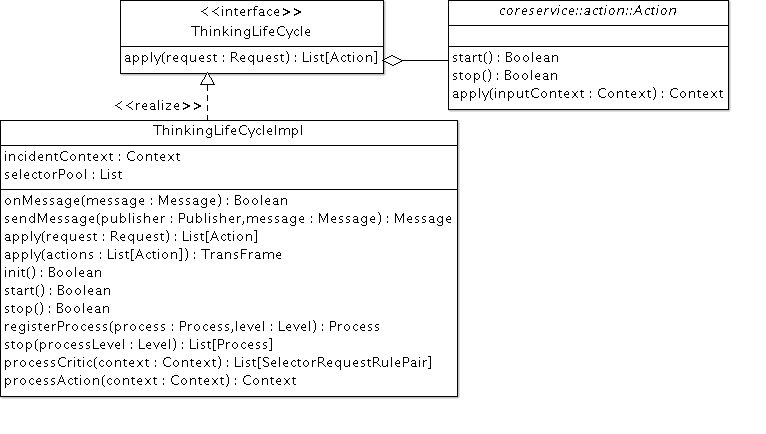 <<interface>>
ThinkingLifeCycle
apply(request : Request) : List[Action]
coreservice::action::Action
start() : Boolean
stop() : Boolean
apply(inputContext : Context) : Context
<<realize>>
ThinkingLifeCycleImpl
incidentContext : Context
selectorPool : List
onMessage(message : Message) : Boolean
sendMessage(publisher : Publisher,message : Message) : Message
apply(request : Request) : List[Action]
apply(actions : List[Action]) : TransFrame
init() : Boolean
start() : Boolean
stop() : Boolean
registerProcess(process : Process,level : Level) : Process
stop(processLevel : Level) : List[Process]
processCritic(context : Context) : List[SelectorRequestRulePair]
processAction(context : Context) : Context